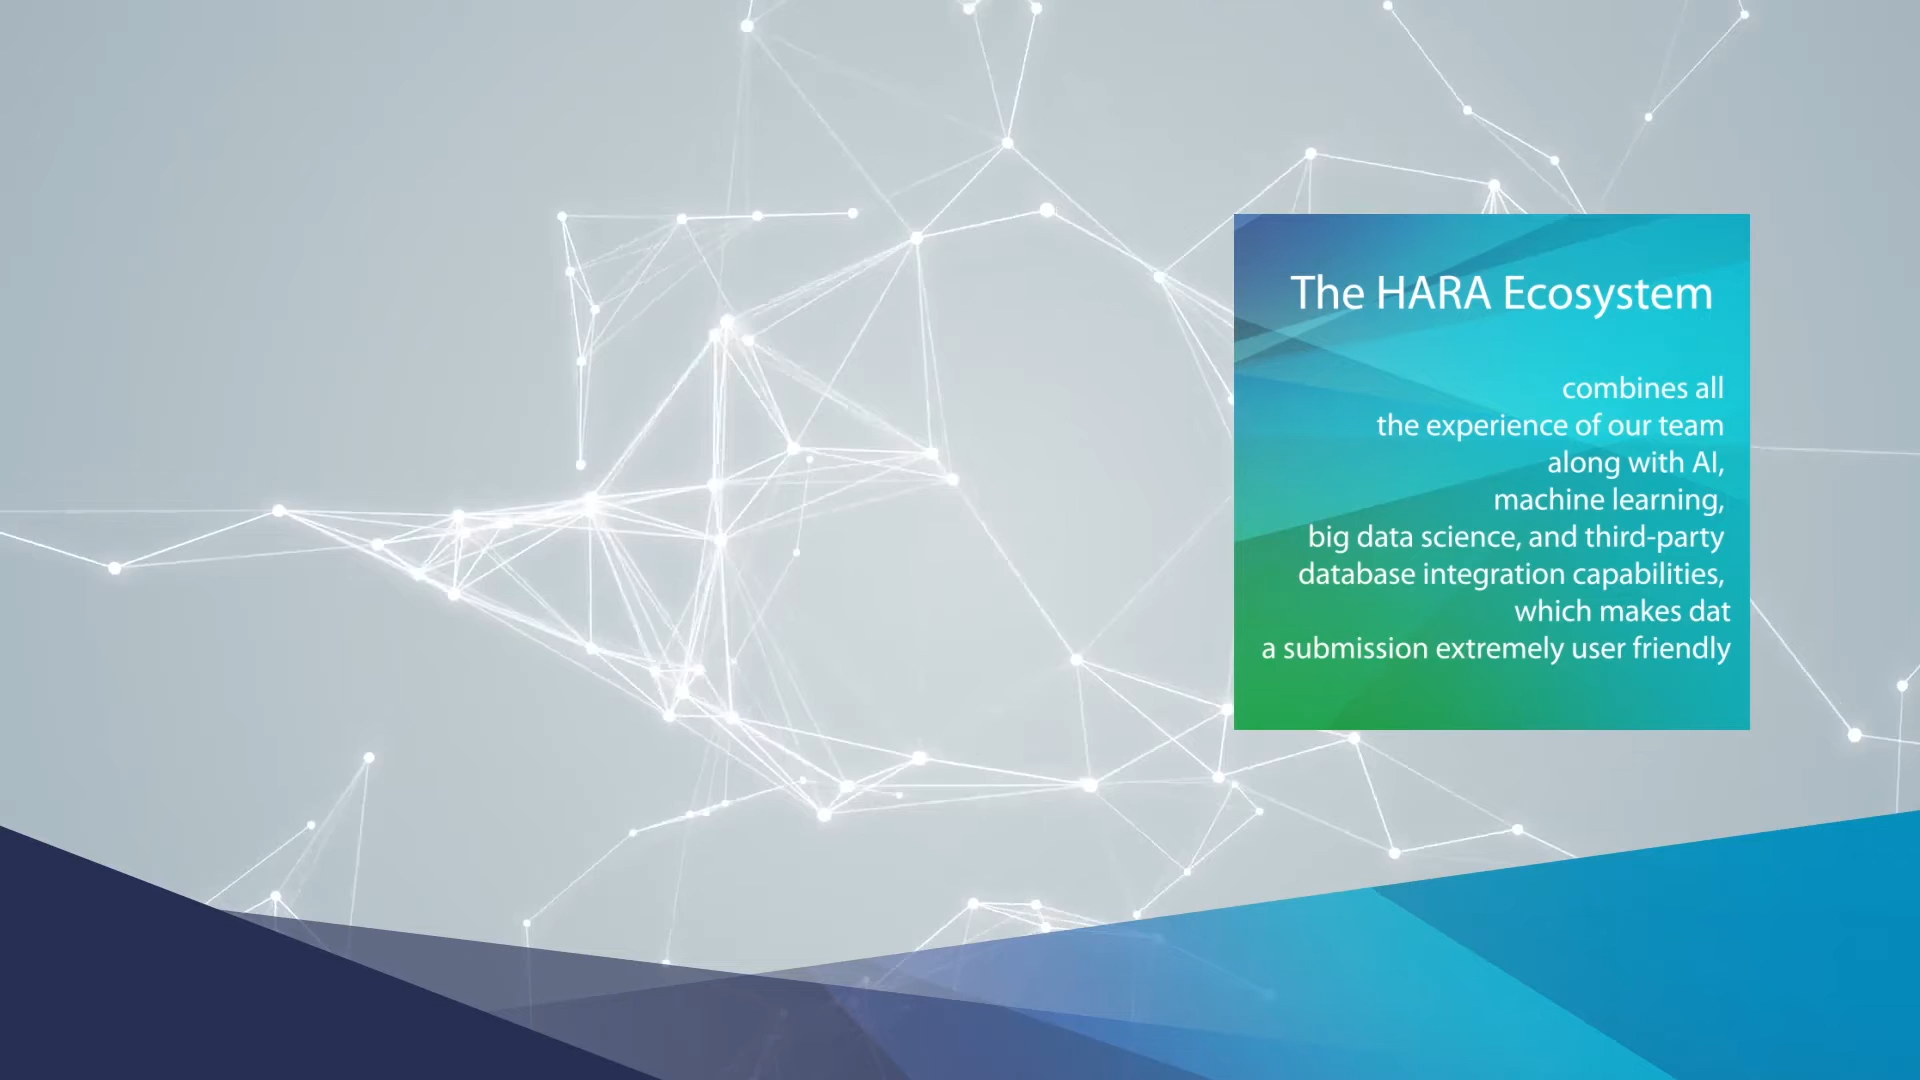 The HARA Ecosystem
combines all
the experience of our team
along with AI,
machine learning,
big data science, and third-party
database integration capabilities,
which makes dat
a submission extremely user friendly